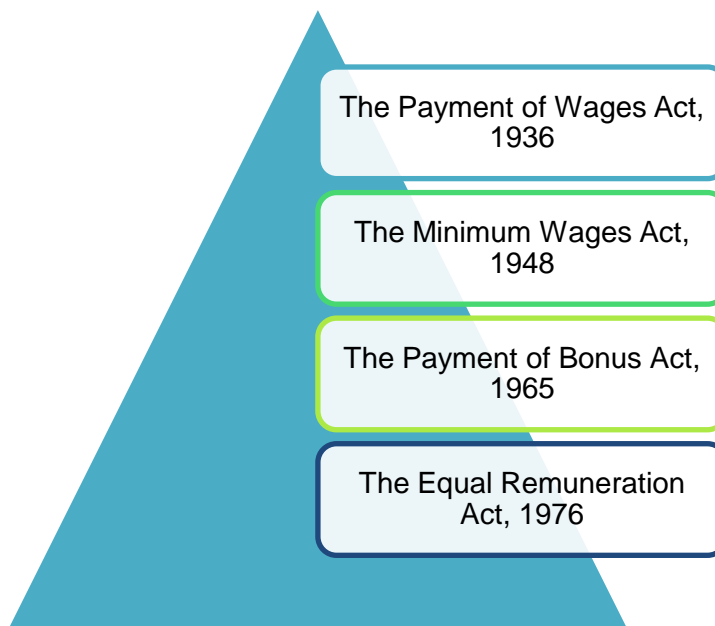 The Payment of Wages Act,
1936
The Minimum Wages Act,
1948
The Payment of Bonus Act,
1965
The Equal Remuneration
Act, 1976